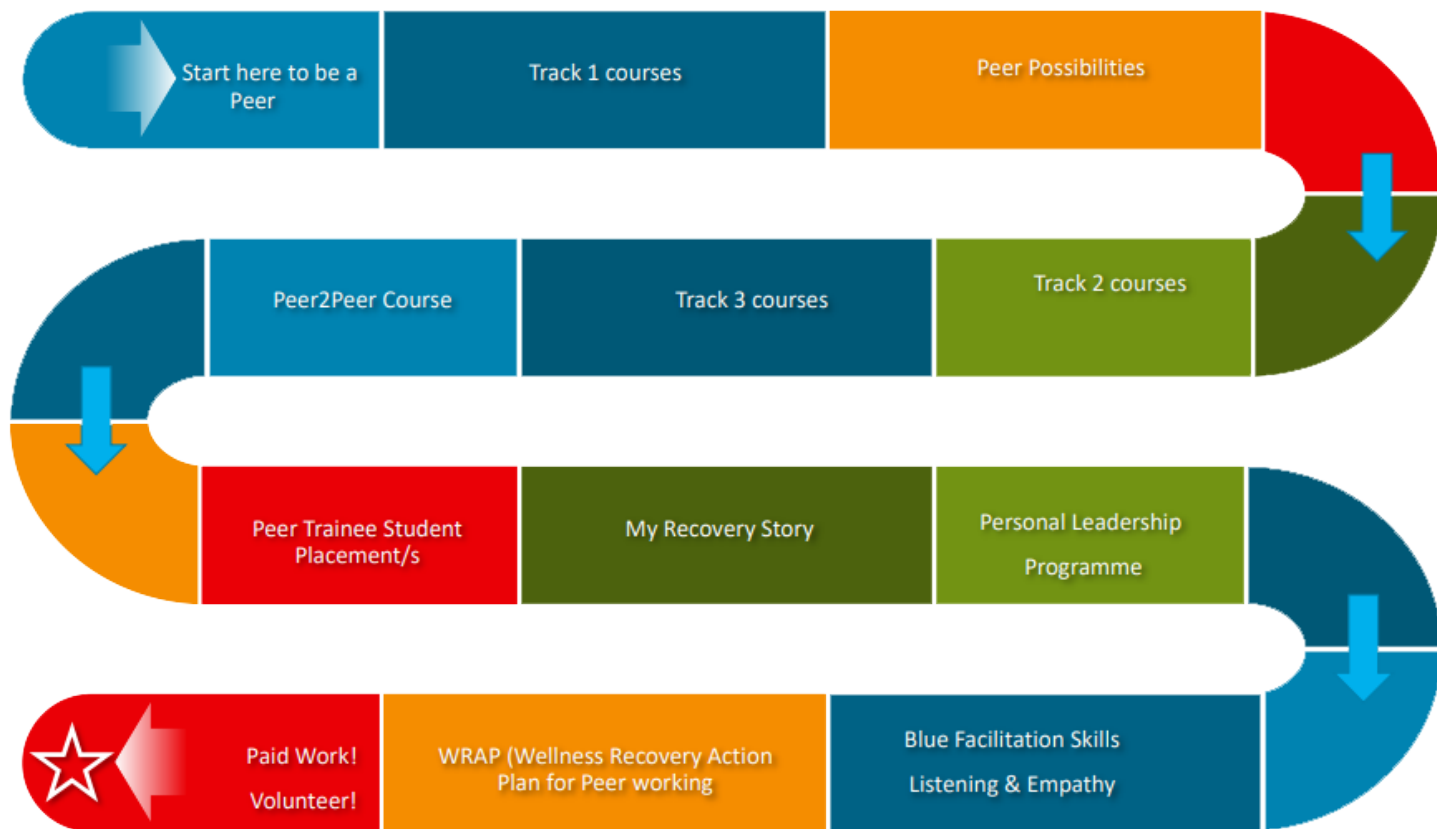 Start here to be a
Peer
Track 1 courses
Peer Possibilities
Track 2 courses
Track 3 courses
Peer2Peer Course
Peer Trainee Student
Placement/s
My Recovery Story
Personal Leadership
Programme
Blue Facilitation Skills
Listening & Empathy
WRAP (Wellness Recovery Action
Plan for Peer working
Paid Work!
Volunteer!